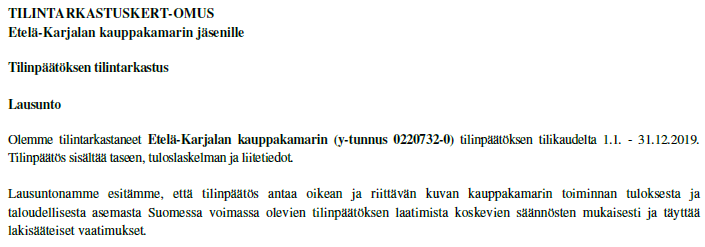 TILINTARKASTUSKERT-OMUS
Etelä-Karjalan kauppakamarin jäsenille
Tilinpäätöksen tilintarkastus
Lausunto
Olemme tilintarkastaneet Etelä-Karjalan kauppakamarin (y-tunnus 0220732-0) tilinpäätöksen tilikaudelta 1.1. - 31.12.2019.
Tilinpäätös sisältää taseen, tuloslaskelman ja liitetiedot.
Lausuntonamme esitämme, että tilinpäätös antaa oikean ja riittävän kuvan kauppakamarin toiminnan tuloksesta ja
taloudellisesta asemasta Suomessa voimassa olevien tilinpäätöksen laatimista koskevien säännösten mukaisesti ja täyttää
lakisääteiset vaatimukset.